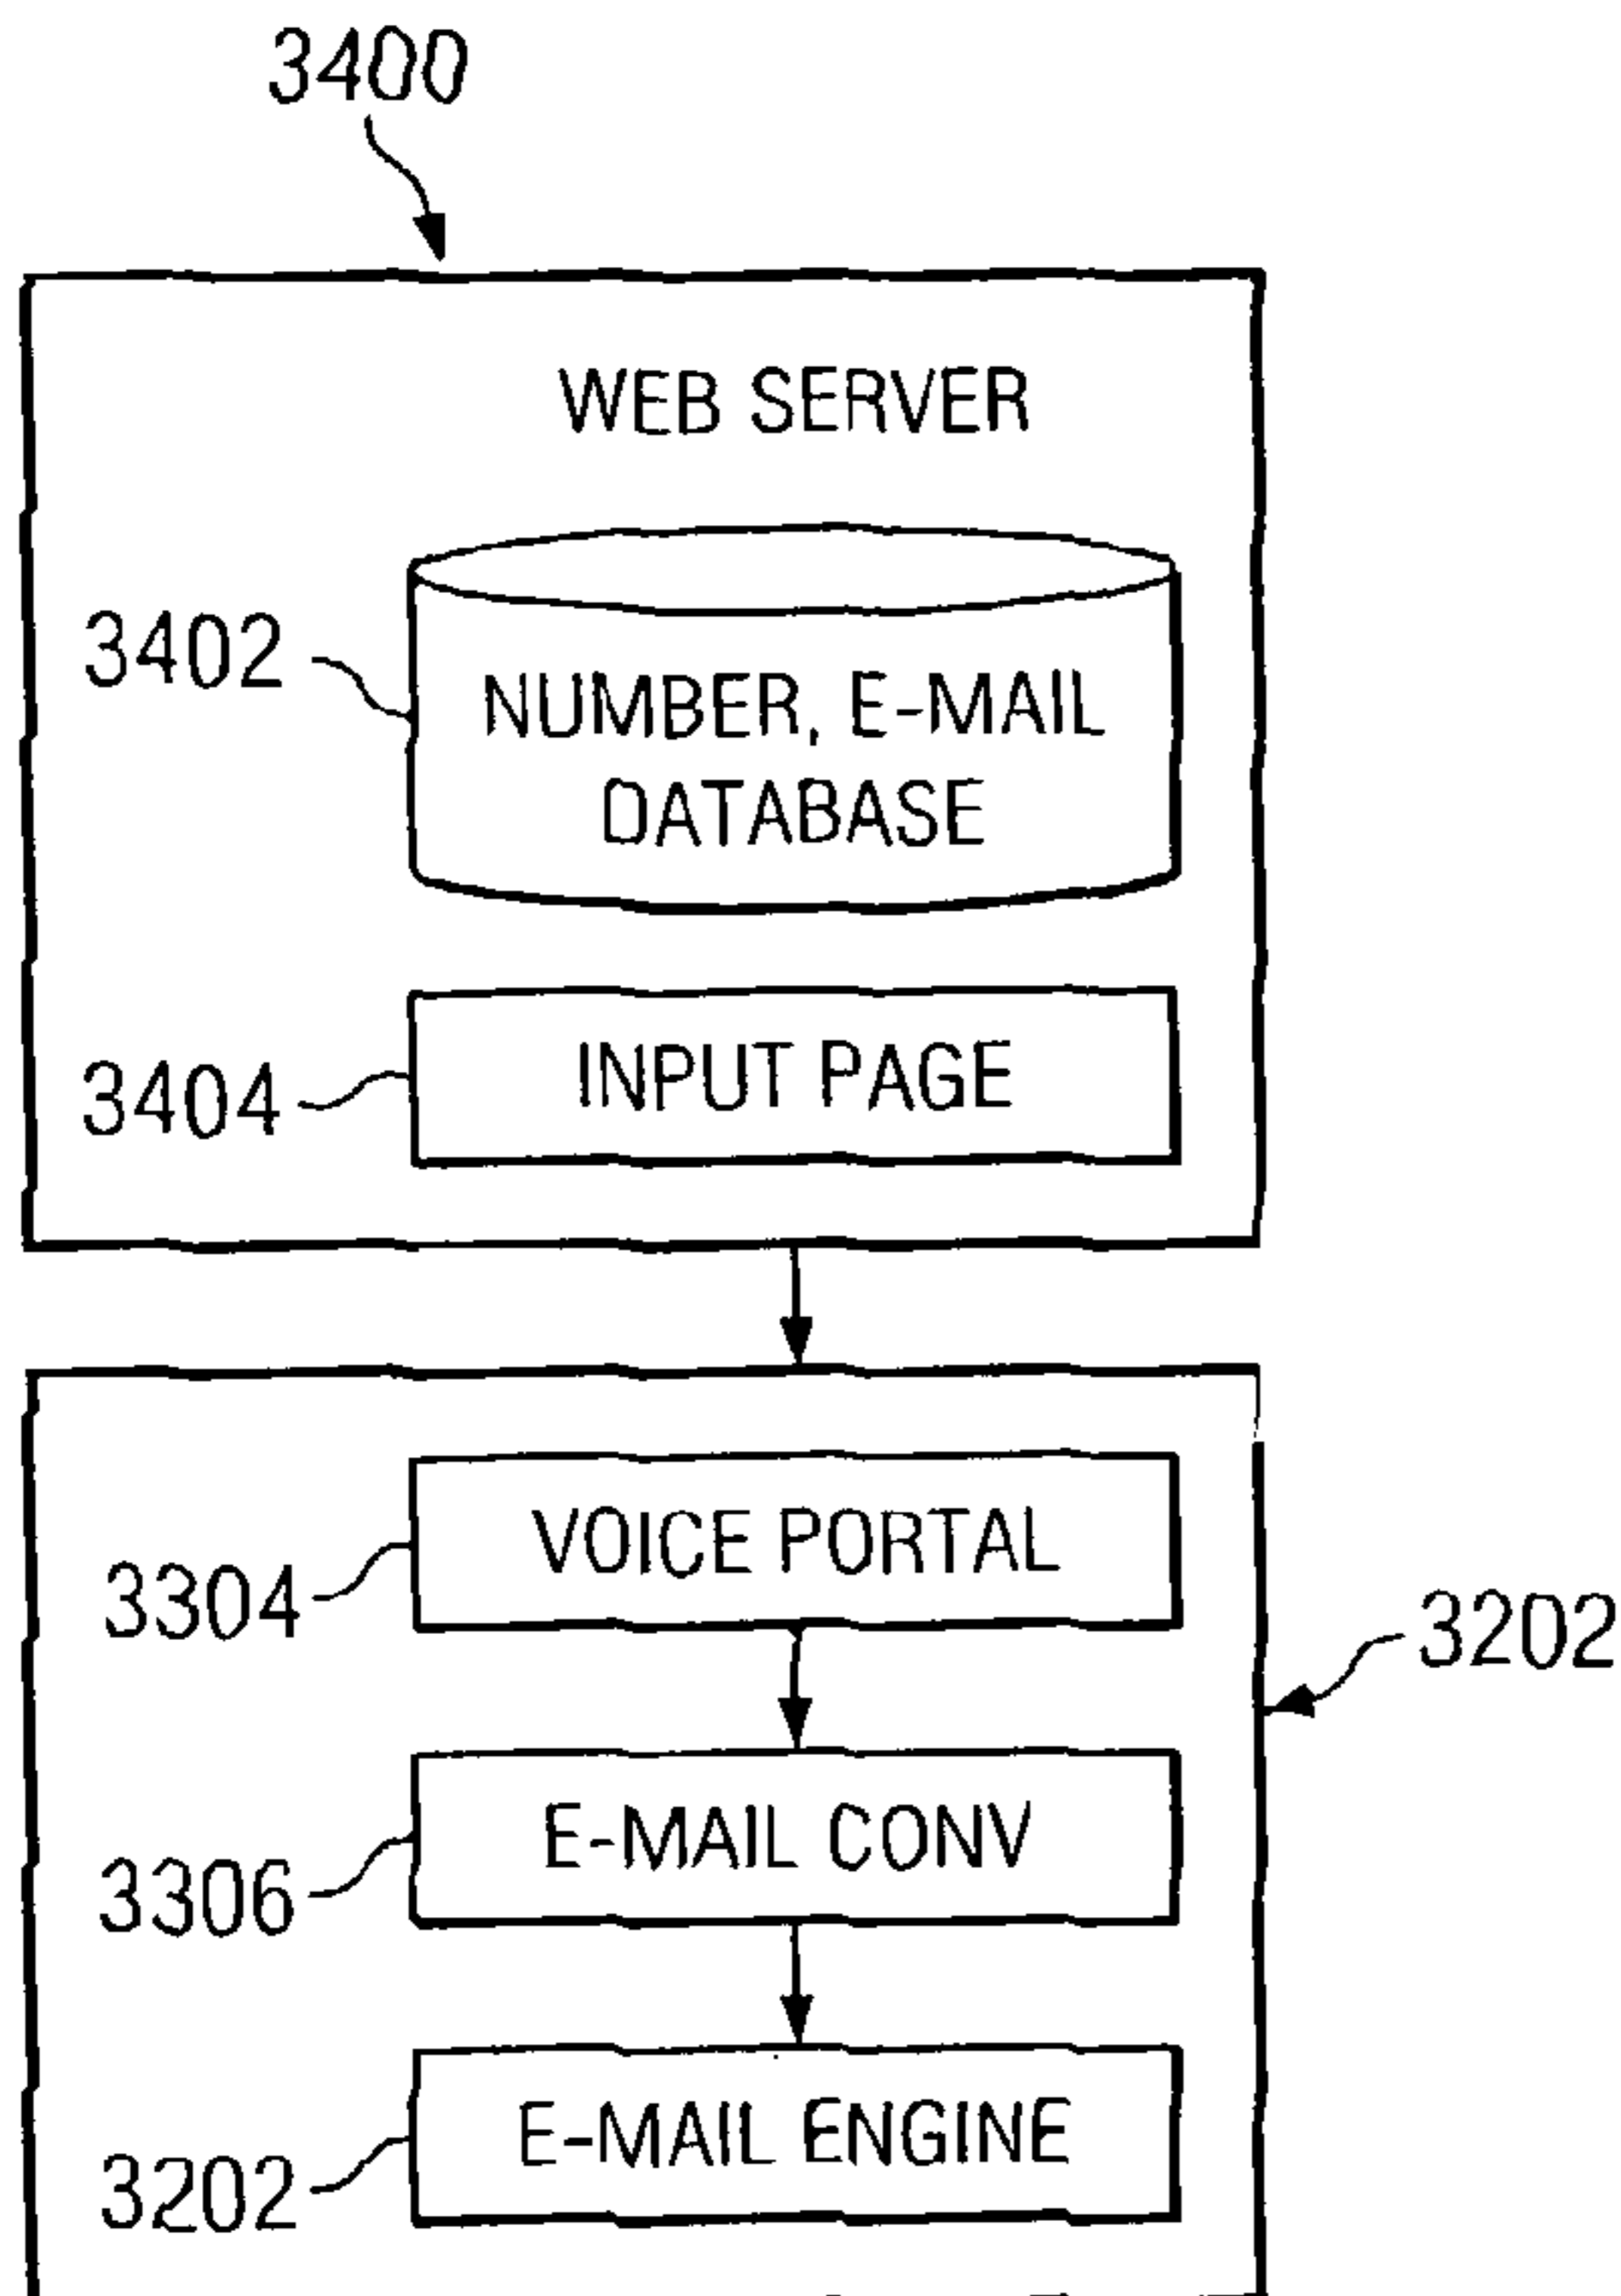 3400
WEB SERVER
3402
NUMBER, E-MAIL
DATABASE
3404
INPUT PAGE
3304
VOICE PORTAL
3202
3306
E-MAIL CONV
3202
E-MAIL ENGINE